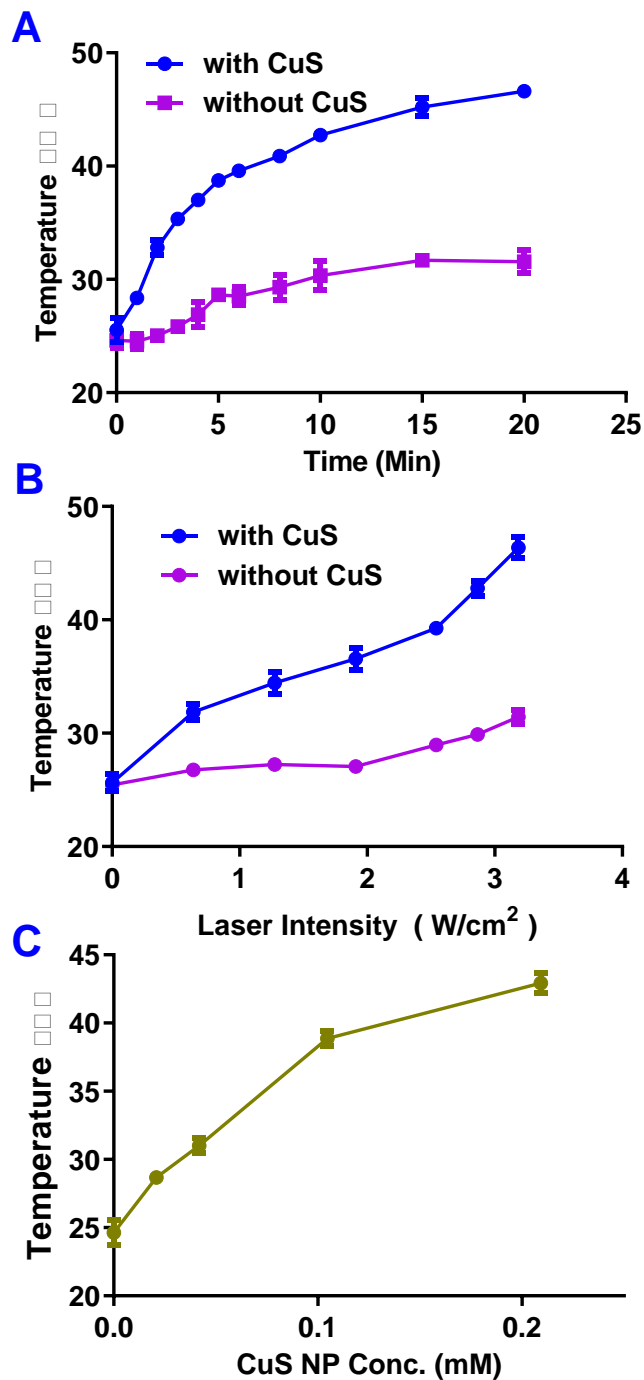 A
50
40
30
20
with CuS
without CuS
Temperature □□ □
0 5 10 15 20 25
Time (Min)
B
50
40
30
20
with CuS
without CuS
Temperature □□ □
0 1 2 3 4
Laser Intensity ( W/cm²)
C
45
40
35
30
25
20
Temperature □□ □
0.0 0.1 0.2
CuS NP Conc. (mM)